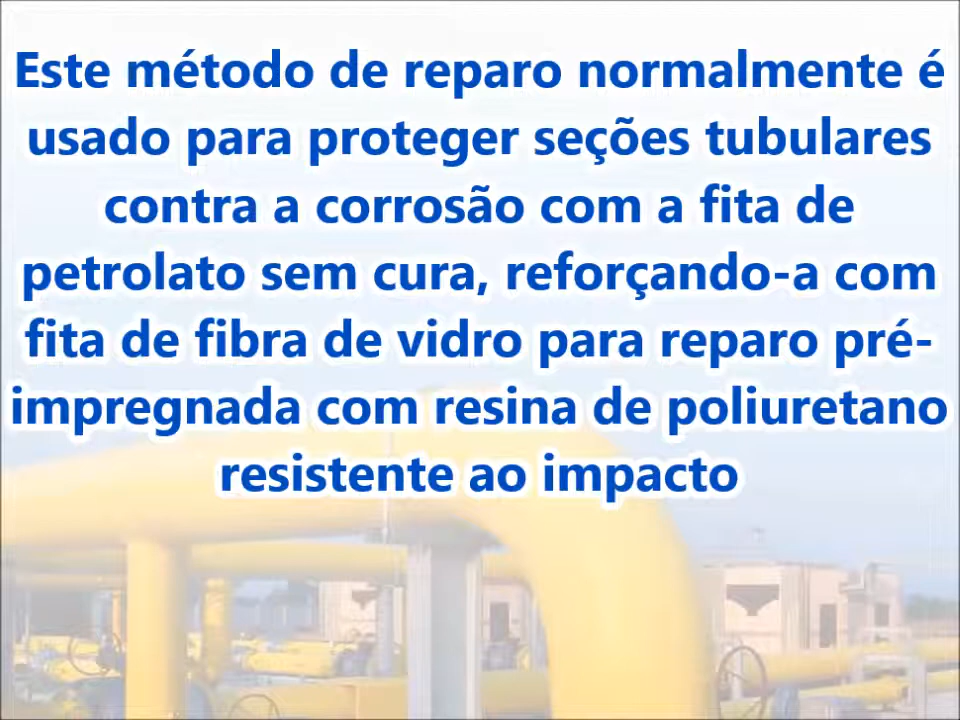 Este método de reparo normalmente é
usado para proteger seções tubulares
contra a corrosão com a fita de
petrolato sem cura, reforçando-a com
fita de fibra de vidro para reparo pré-
impregnada com resina de poliuretano
resistente ao impacto